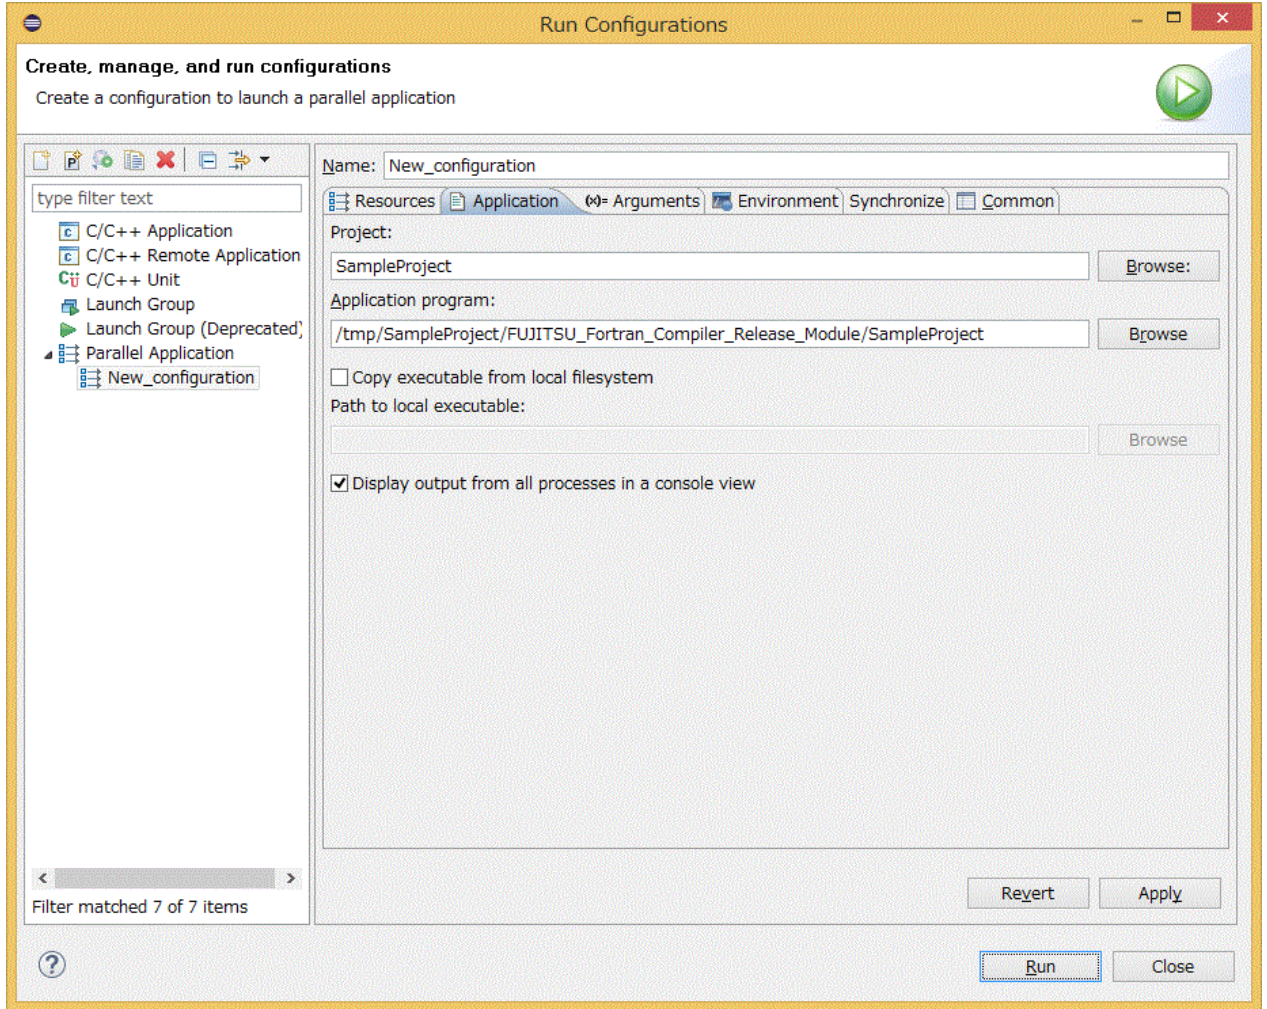 Run Configurations
Create, manage, and run configurations
Create a configuration to launch a parallel application
type filter text
C/C++ Application
C/C++ Remote Application
C/C++ Unit
Launch Group
Launch Group (Deprecated)
Parallel Application
New_configuration
Filter matched 7 of 7 items
Name: New_configuration
Resources Application (x)= Arguments Environment Synchronize Common
Project:
SampleProject Browse:
Application program:
/tmp/SampleProject/FUJITSU_Fortran_Compiler_Release_Module/SampleProject Browse
Copy executable from local filesystem
Path to local executable:
Browse
Display output from all processes in a console view
Revert Apply
Run Close